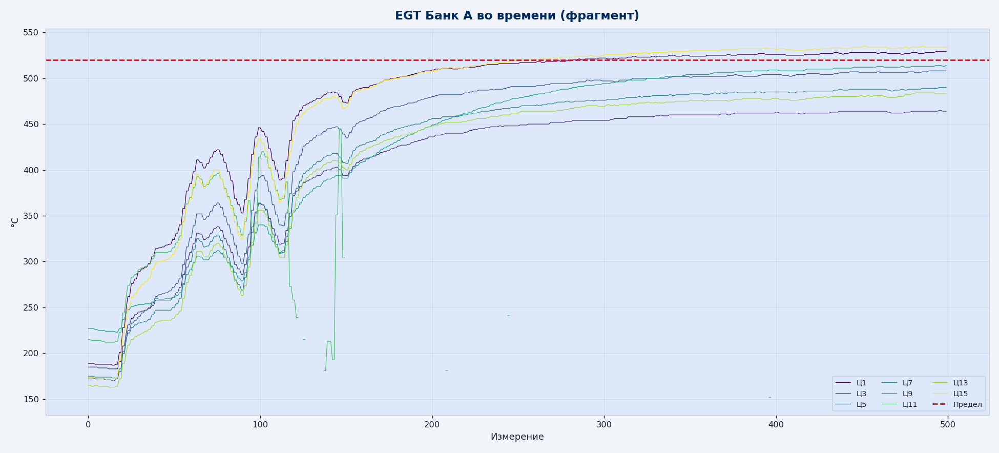 EGT Банк A во времени (фрагмент)
°C
550
500
450
400
350
300
250
200
150
0 100 200 300 400 500
Измерение
Ц1 Ц7 Ц13
Ц3 Ц9 Ц15
Ц5 Ц11 Предел